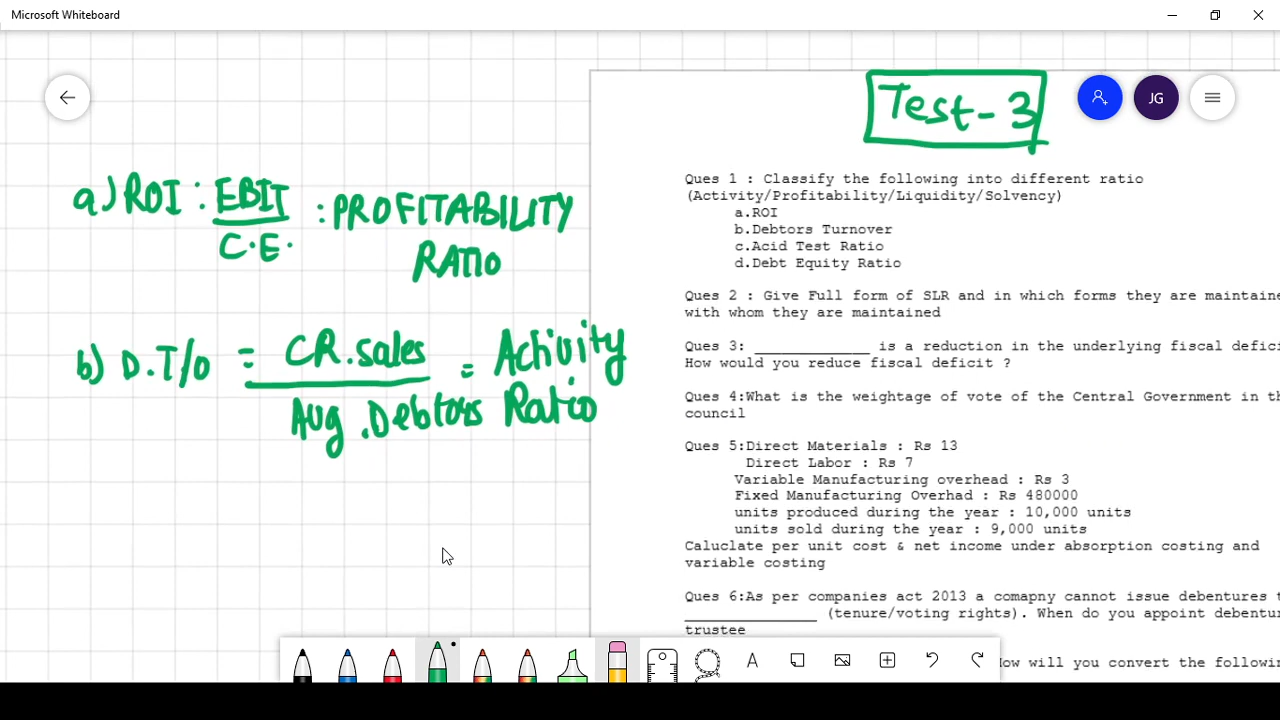 Microsoft Whiteboard
Test-3
JG
a) ROI : EBIT : PROFITABILITY
C.E. RATIO
b) D.T/O = CR.sales = Activity
Avg.Debtors Ratio
Ques 1 : Classify the following into different ratio
(Activity/Profitability/Liquidity/Solvency)
a.ROI
b.Debtors Turnover
c.Acid Test Ratio
d.Debt Equity Ratio
Ques 2 : Give Full form of SLR and in which forms they are maintaine
with whom they are maintained
Ques 3: ______________ is a reduction in the underlying fiscal defici
How would you reduce fiscal deficit ?
Ques 4:What is the weightage of vote of the Central Government in th
council
Ques 5:Direct Materials : Rs 13
Direct Labor : Rs 7
Variable Manufacturing overhead : Rs 3
Fixed Manufacturing Overhad : Rs 480000
units produced during the year : 10,000 units
units sold during the year : 9,000 units
Caluclate per unit cost & net income under absorption costing and
variable costing
Ques 6:As per companies act 2013 a comapny cannot issue debentures t
________________ (tenure/voting rights). When do you appoint debentur
trustee
How will you convert the followin